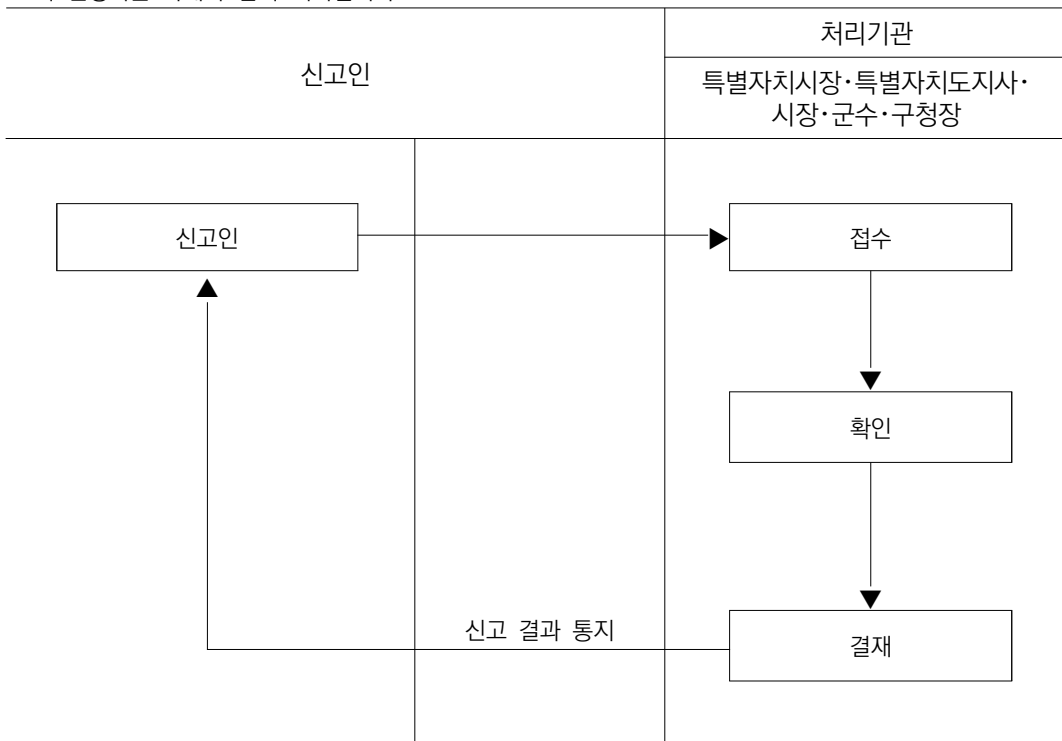 신고인
처리기관
특별자치시장·특별자치도지사·
시장·군수·구청장
신고인
접수
확인
신고 결과 통지
결재